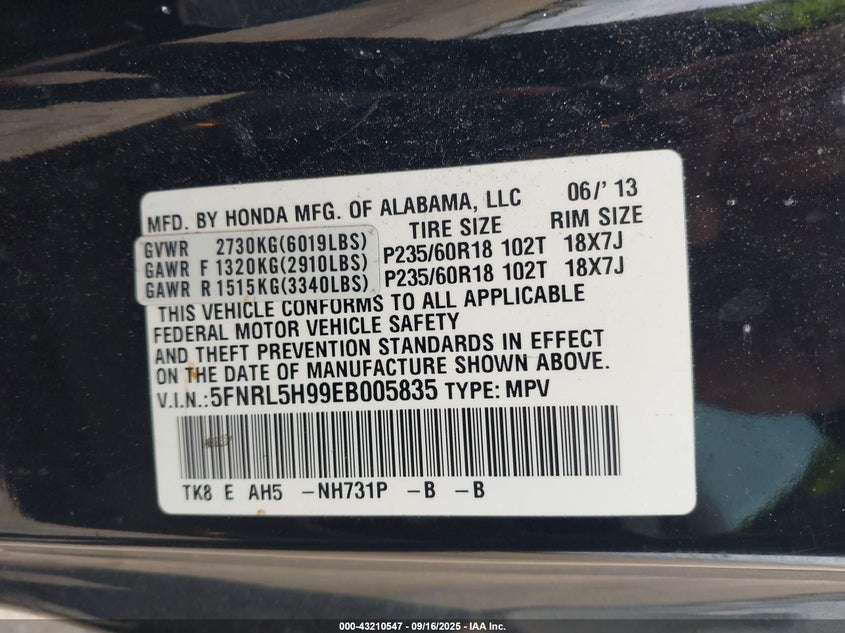 MFD. BY HONDA MFG. OF ALABAMA, LLC 06/' 13
TIRE SIZE RIM SIZE
GVWR 2730KG(6019LBS)
GAWR F 1320KG(2910LBS) P235/60R18 102T 18X7J
GAWR R 1515KG(3340LBS) P235/60R18 102T 18X7J
THIS VEHICLE CONFORMS TO ALL APPLICABLE
FEDERAL MOTOR VEHICLE SAFETY
AND THEFT PREVENTION STANDARDS IN EFFECT
ON THE DATE OF MANUFACTURE SHOWN ABOVE.
V.I.N.:5FNRL5H99EB005835 TYPE: MPV
TK8 E AH5 -NH731P -B -B
000-43210547 - 09/16/2025 - IAA Inc.